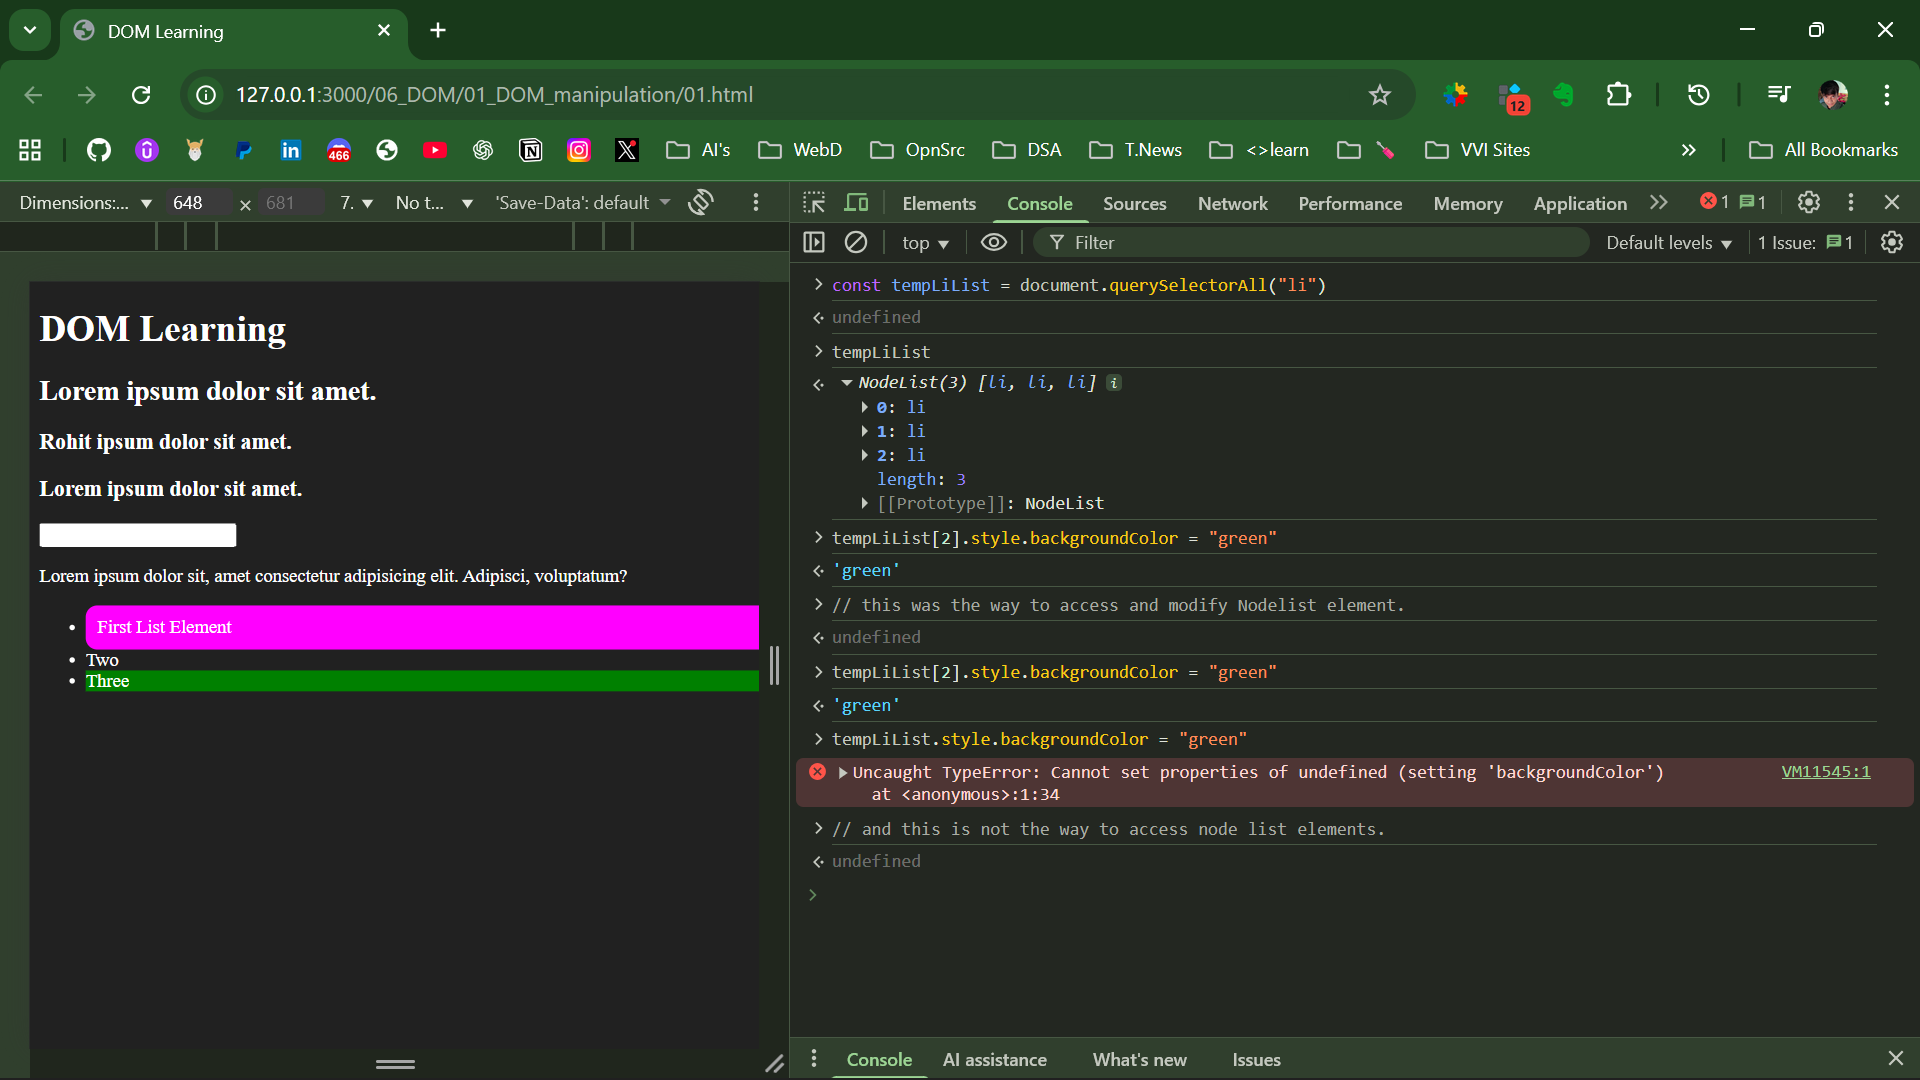 DOM Learning
127.0.0.1:3000/06_DOM/01_DOM_manipulation/01.html
12
466
AI's
WebD
OpnSrc
DSA
T.News
<>learn
VVI Sites
All Bookmarks
Dimensions:... 648 × 681 7. No t... 'Save-Data': default
Elements Console Sources Network Performance Memory Application 1 1
top Filter Default levels 1 Issue: 1
DOM Learning
Lorem ipsum dolor sit amet.
Rohit ipsum dolor sit amet.
Lorem ipsum dolor sit amet.
Lorem ipsum dolor sit, amet consectetur adipisicing elit. Adipisci, voluptatum?
• First List Element
• Two
• Three
const tempLiList = document.querySelectorAll("li")
undefined
tempLiList
NodeList(3) [li, li, li] i
0: li
1: li
2: li
length: 3
[[Prototype]]: NodeList
tempLiList[2].style.backgroundColor = "green"
'green'
// this was the way to access and modify Nodelist element.
undefined
tempLiList[2].style.backgroundColor = "green"
'green'
tempLiList.style.backgroundColor = "green"
Uncaught TypeError: Cannot set properties of undefined (setting 'backgroundColor') VM11545:1
at <anonymous>:1:34
// and this is not the way to access node list elements.
undefined
Console AI assistance What's new Issues